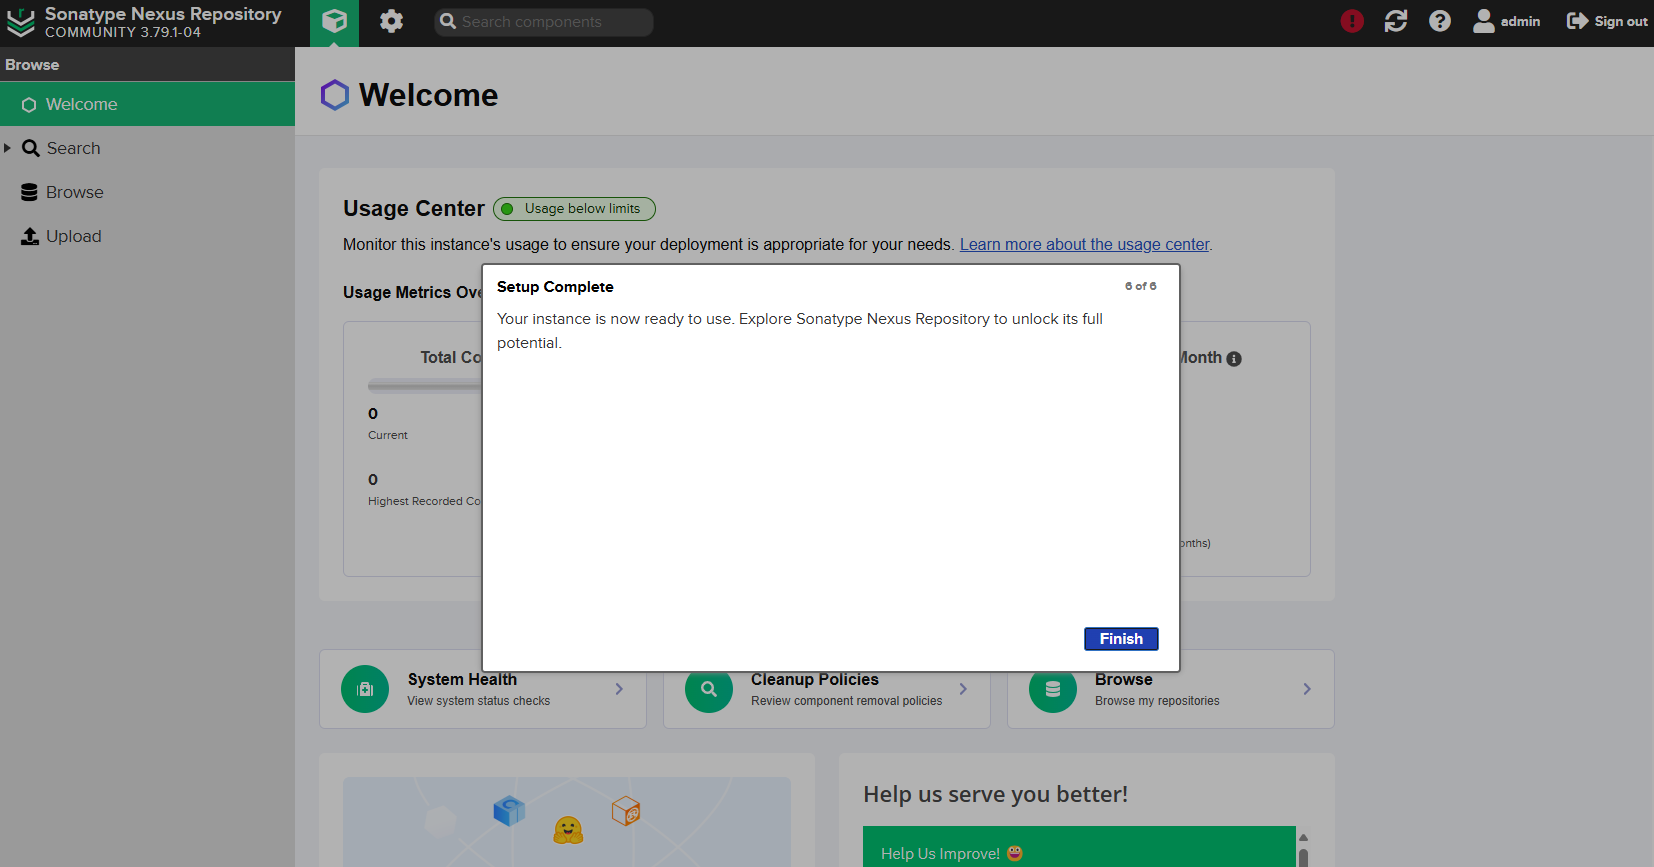 Sonatype Nexus Repository
COMMUNITY 3.79.1-04
Search components
admin
Sign out
Browse
Welcome
Search
Browse
Upload
Welcome
Usage Center
Usage below limits
Monitor this instance's usage to ensure your deployment is appropriate for your needs. Learn more about the usage center.
Usage Metrics Ove
Total Co
0
Current
0
Highest Recorded Co
Month
onths)
Setup Complete
6 of 6
Your instance is now ready to use. Explore Sonatype Nexus Repository to unlock its full
potential.
Finish
System Health
View system status checks
Cleanup Policies
Review component removal policies
Browse
Browse my repositories
Help us serve you better!
Help Us Improve! 😀